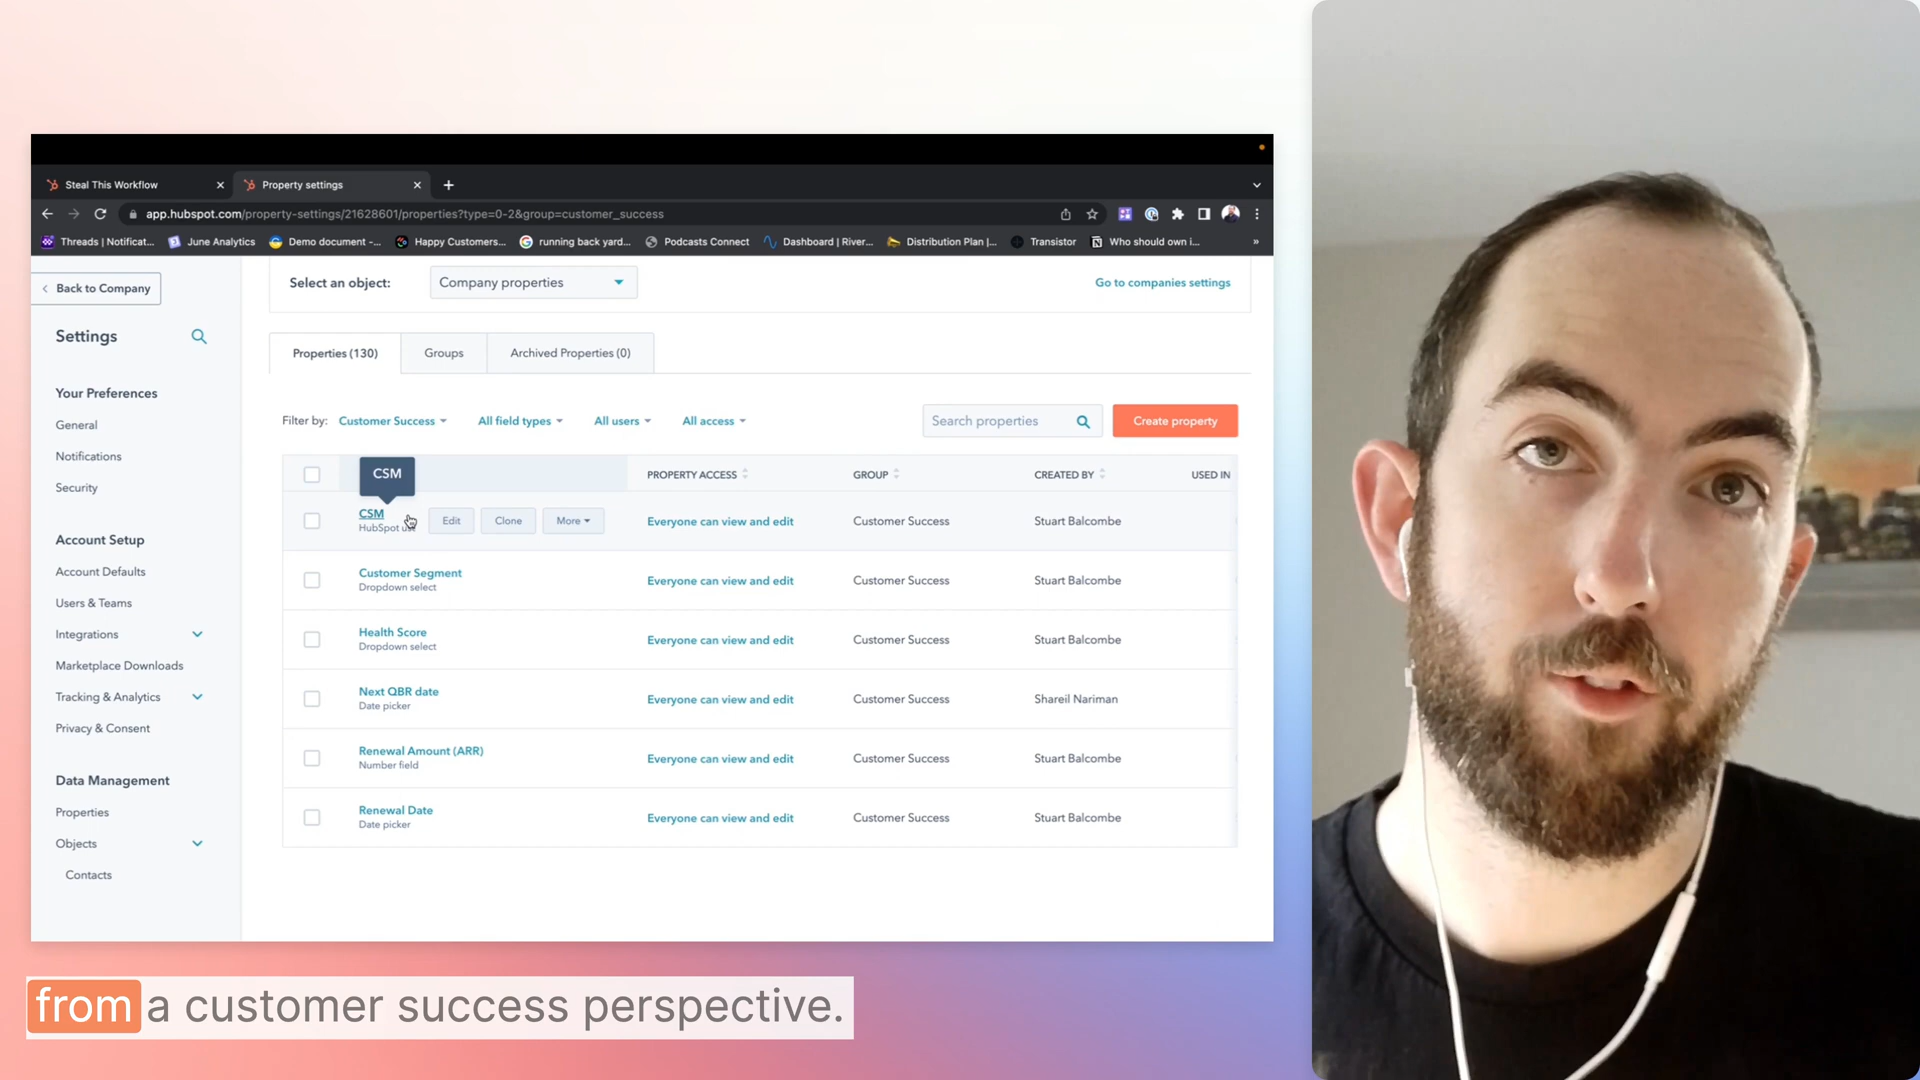 Steal This Workflow
Property settings
app.hubspot.com/property-settings/21628601/properties?type=0-2&group=customer_success
Threads | Notificat...
June Analytics
Demo document -...
Happy Customers...
running back yard...
Podcasts Connect
Dashboard | River...
Distribution Plan |...
Transistor
Who should own i...
»
Back to Company
Settings
Your Preferences
General
Notifications
Security
Account Setup
Account Defaults
Users & Teams
Integrations
Marketplace Downloads
Tracking & Analytics
Privacy & Consent
Data Management
Properties
Objects
Contacts
Select an object:
Company properties
Go to companies settings
Properties (130)
Groups
Archived Properties (0)
Filter by:
Customer Success
All field types
All users
All access
Search properties
Create property
CSM
PROPERTY ACCESS
GROUP
CREATED BY
USED IN
CSM
HubSpot
Edit
Clone
More
Everyone can view and edit
Customer Success
Stuart Balcombe
Customer Segment
Dropdown select
Everyone can view and edit
Customer Success
Stuart Balcombe
Health Score
Dropdown select
Everyone can view and edit
Customer Success
Stuart Balcombe
Next QBR date
Date picker
Everyone can view and edit
Customer Success
Shareil Nariman
Renewal Amount (ARR)
Number field
Everyone can view and edit
Customer Success
Stuart Balcombe
Renewal Date
Date picker
Everyone can view and edit
Customer Success
Stuart Balcombe
from a customer success perspective.